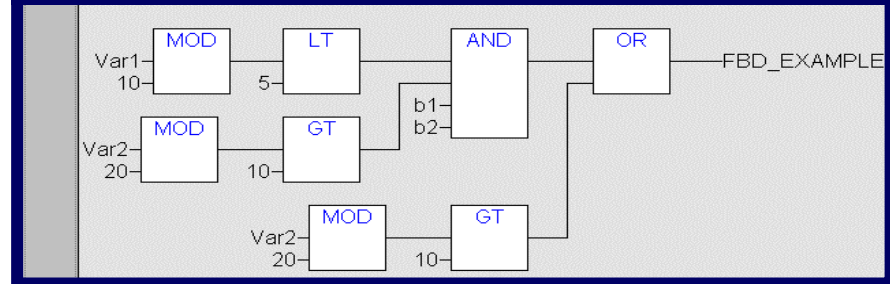 MOD LT AND OR
Var1 FBD_EXAMPLE
10 5
b1
b2
MOD GT
Var2
20 10
MOD GT
Var2
20 10